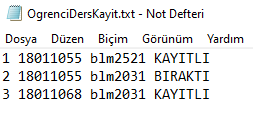 OgrenciDersKayit.txt - Not Defteri
Dosya Düzen Biçim Görünüm Yardım
1 18011055 blm2521 KAYITLI
2 18011055 blm2031 BIRAKTI
3 18011068 blm2031 KAYITLI